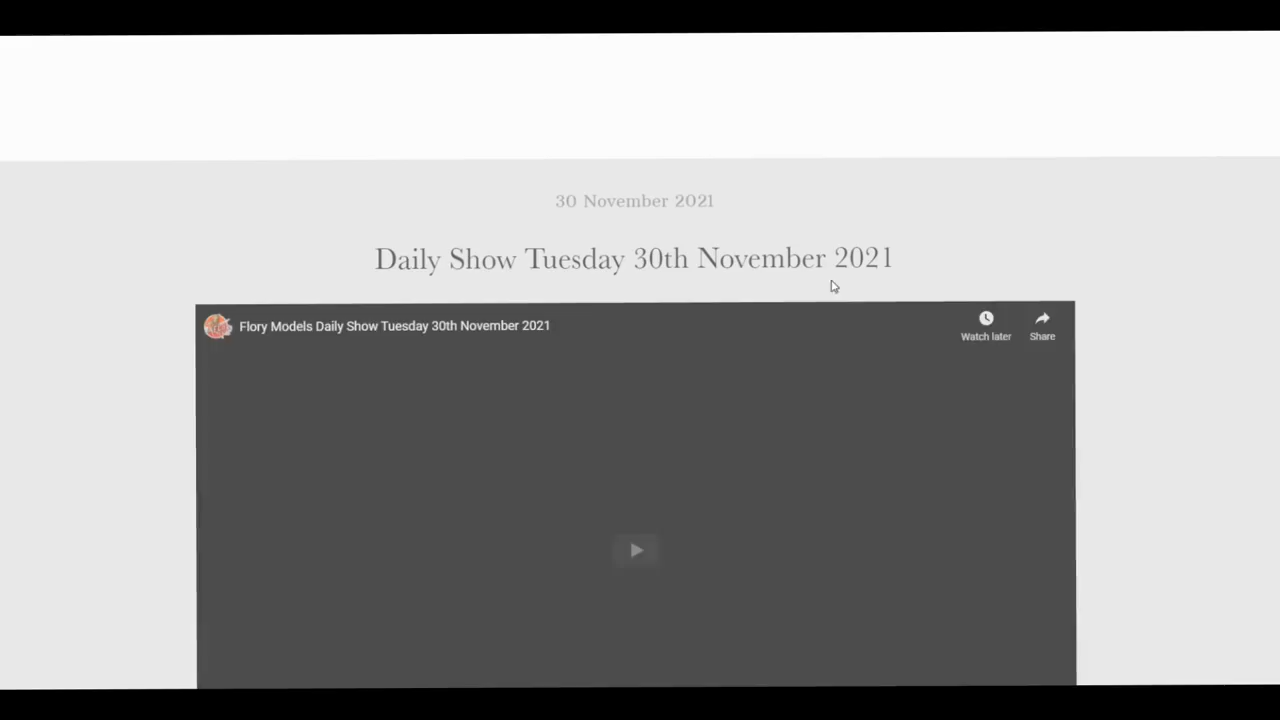 30 November 2021
Daily Show Tuesday 30th November 2021
Flory Models Daily Show Tuesday 30th November 2021
Watch later
Share